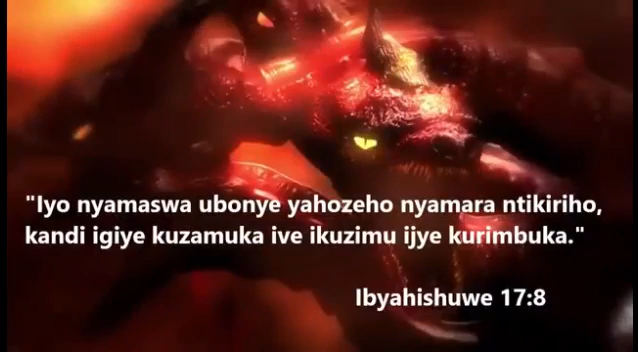 "Iyo nyamaswa ubonye yahozeho nyamara ntikiriho,
kandi igiye kuzamuka ive ikuzimu ijye kurimbuka."
Ibyahishuwe 17:8